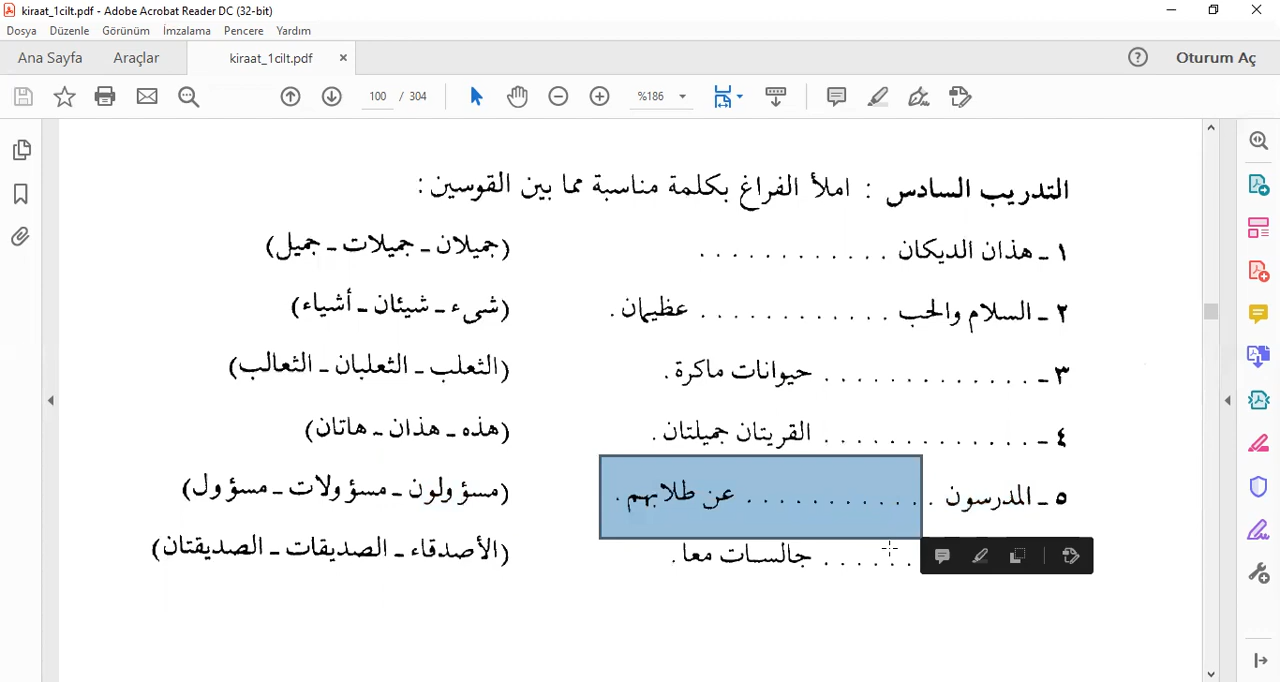 kiraat_1cilt.pdf - Adobe Acrobat Reader DC (32-bit)
Dosya Düzenle Görünüm İmzalama Pencere Yardım
Ana Sayfa Araçlar kiraat_1cilt.pdf × ? Oturum Aç
100 / 304 %186
التدريب السادس : املأ الفراغ بكلمة مناسبة مما بين القوسين :
١ ـ هذان الديكان . . . . . . . . . . . . (جميلان ـ جميلات ـ جميل)
٢ ـ السلام والحب . . . . . . . . . . . . عظيمان . (شىء ـ شيئان ـ أشياء)
٣ ـ . . . . . . . . . . . . . حيوانات ماكرة . (الثعلب ـ الثعلبان ـ الثعالب)
٤ ـ . . . . . . . . . . . . . القريتان جميلتان . (هذه ـ هذان ـ هاتان)
٥ ـ المدرسون . . . . . . . . . . . . عن طلابهم . (مسؤولون ـ مسؤولات ـ مسؤول)
. . . . . . جالسات معا . (الأصدقاء ـ الصديقات ـ الصديقتان)